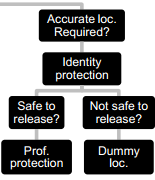 Accurate loc.
Required?
Identity
protection
Safe to
release?
Not safe to
release?
Prof.
protection
Dummy
loc.